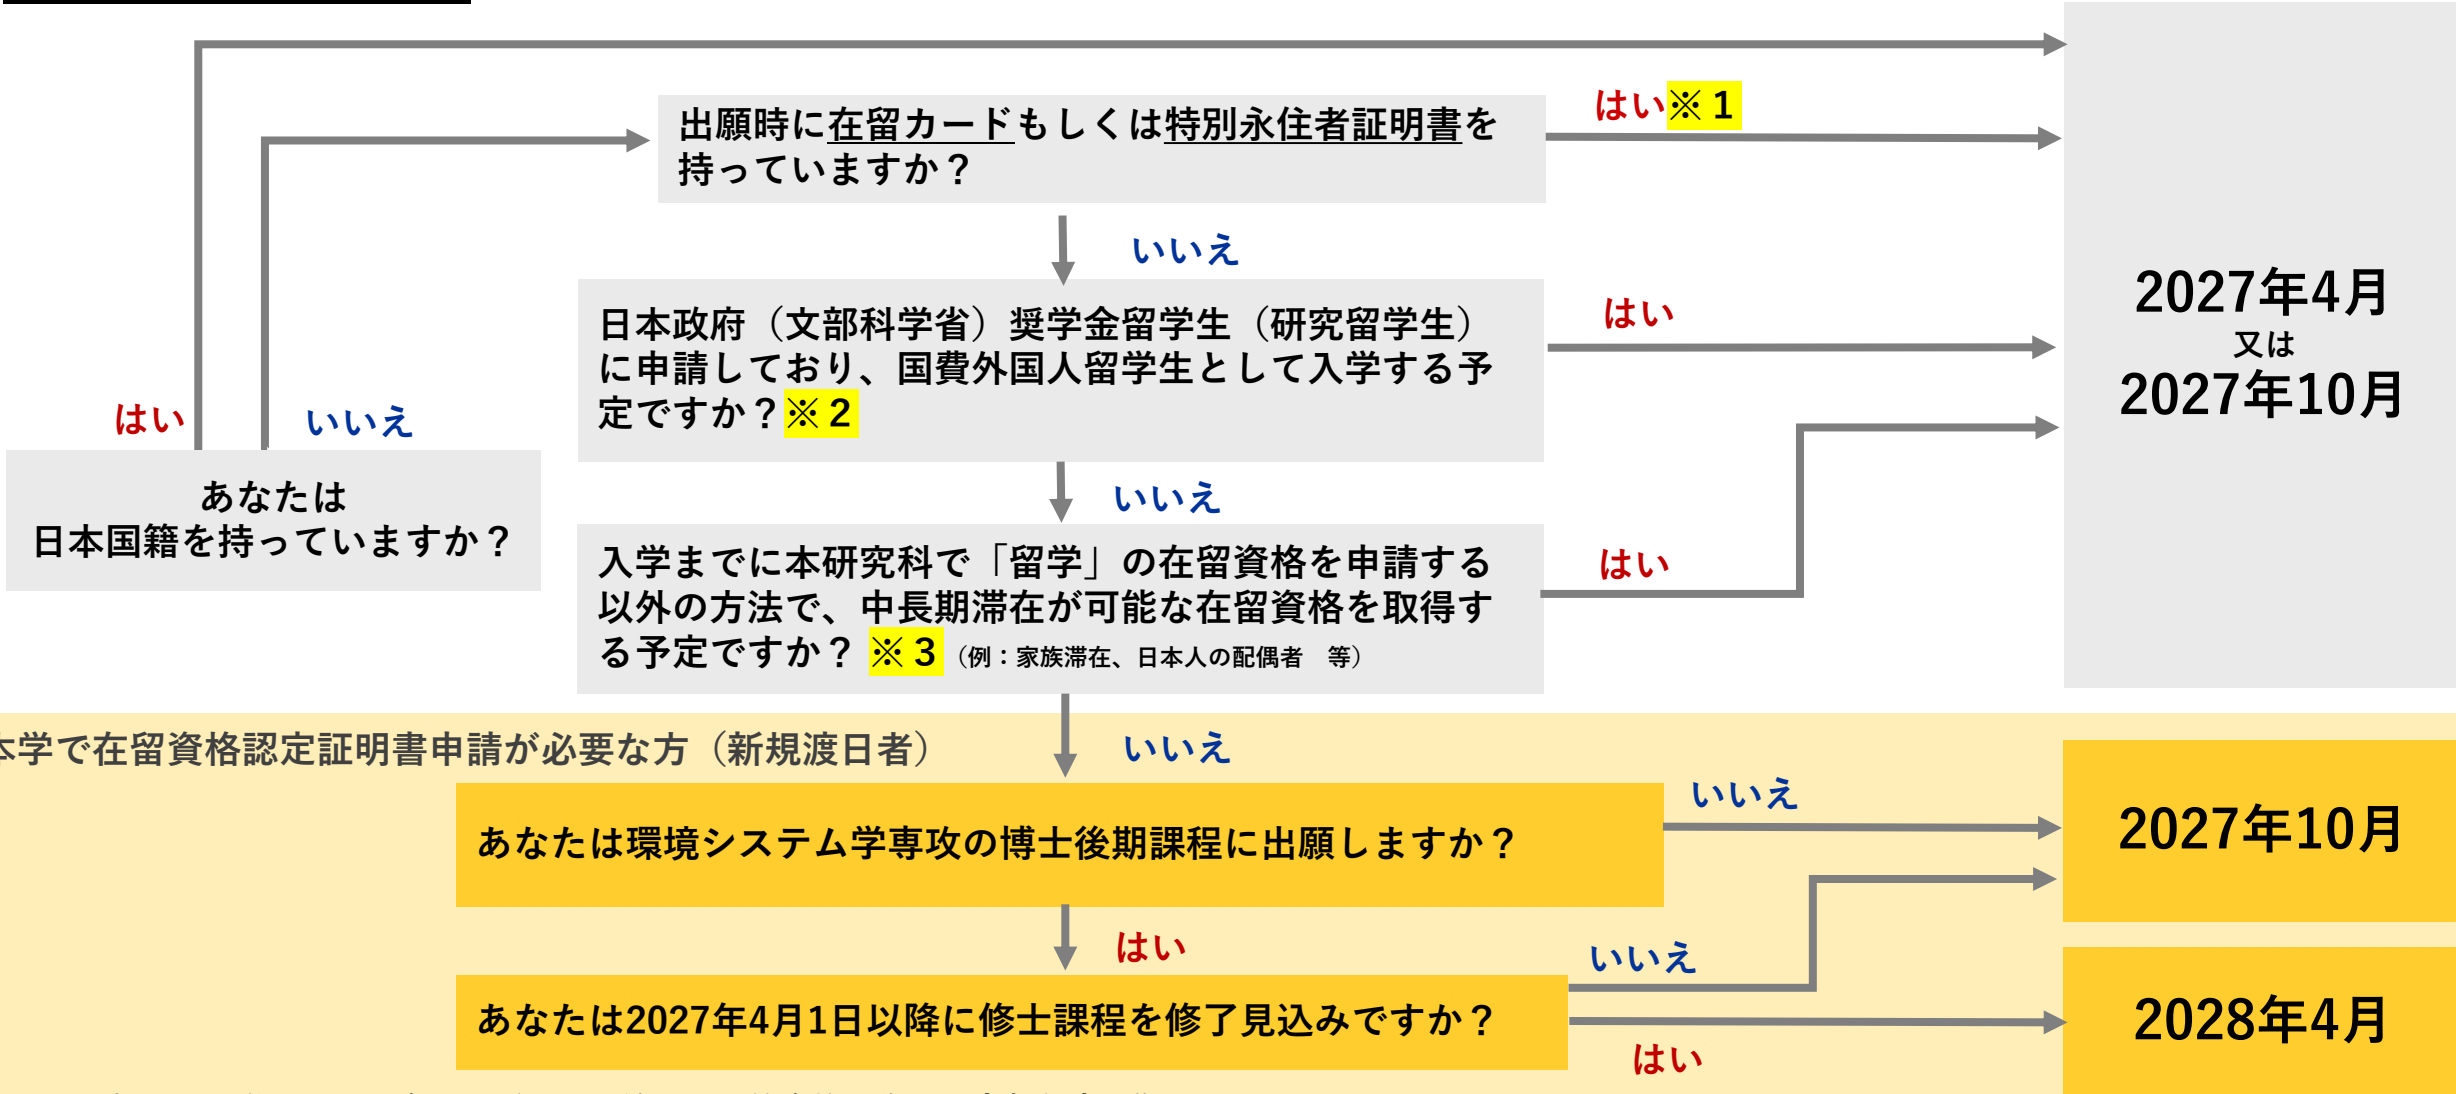 はい
いいえ
あなたは
日本国籍を持っていますか？
出願時に在留カードもしくは特別永住者証明書を
持っていますか？
はい※１
いいえ
日本政府（文部科学省）奨学金留学生（研究留学生）
に申請しており、国費外国人留学生として入学する予
定ですか？※２
はい
いいえ
入学までに本研究科で「留学」の在留資格を申請する
以外の方法で、中長期滞在が可能な在留資格を取得す
る予定ですか？ ※３（例：家族滞在、日本人の配偶者　等）
はい
2027年4月
又は
2027年10月
本学で在留資格認定証明書申請が必要な方（新規渡日者）
いいえ
あなたは環境システム学専攻の博士後期課程に出願しますか？
いいえ
2027年10月
はい
あなたは2027年4月1日以降に修士課程を修了見込みですか？
いいえ
はい
2028年4月